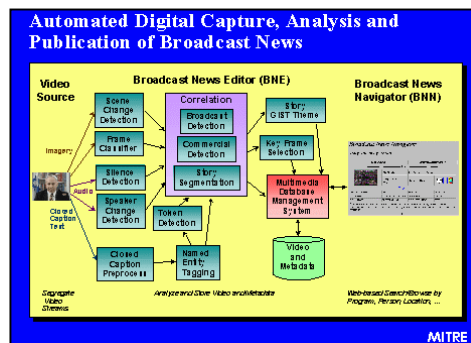 Automated Digital Capture, Analysis and
Publication of Broadcast News
Video
Source
Broadcast News Editor (BNE)
Broadcast News
Navigator (BNN)
Scene
Change
Detection
Correlation
Broadcast
Detection
Story
GIST Theme
Imagery
Frame
Classifier
Commercial
Detection
Key Frame
Selection
Silence
Detection
Story
Segmentation
Audio
Speaker
Change
Detection
Multimedia
Database
Management
System
Closed
Caption
Text
Token
Detection
Closed
Caption
Preprocess
Named
Entity
Tagging
Video
and
Metadata
Segregate
Video
Streams
Analyze and Store Video and Metadata
Web-based Search/Browse by
Program, Person, Location, ...
MITRE